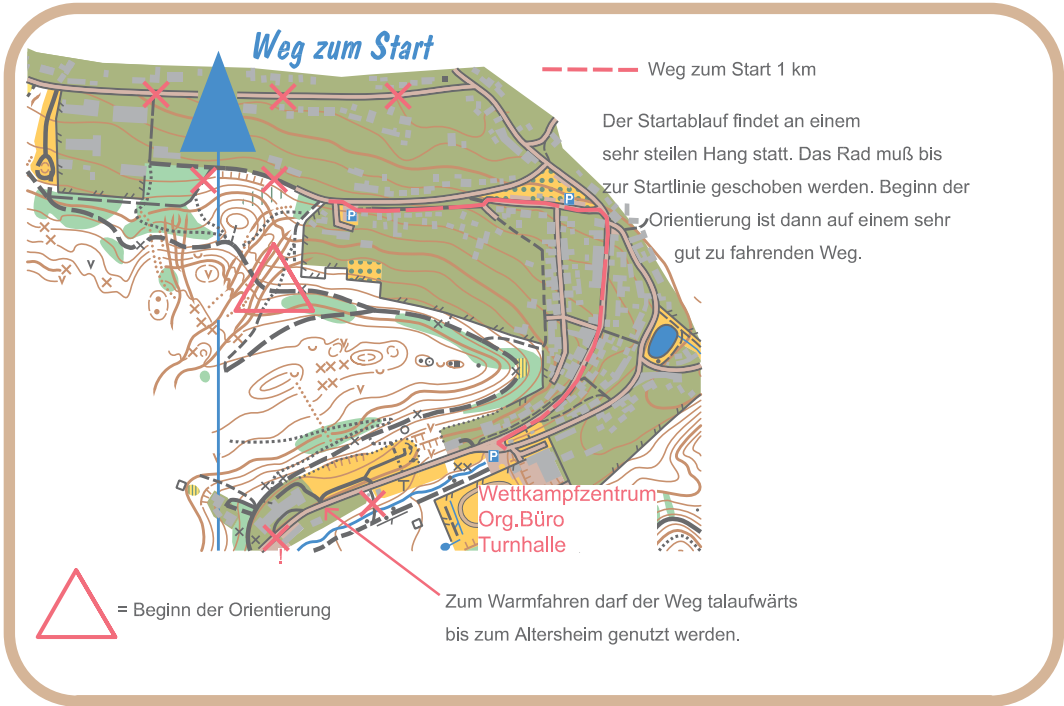 Weg zum Start
Weg zum Start 1 km
Der Startablauf findet an einem
sehr steilen Hang statt. Das Rad muß bis
zur Startlinie geschoben werden. Beginn der
Orientierung ist dann auf einem sehr
gut zu fahrenden Weg.
P
P
P
Wettkampfzentrum
Org.Büro
Turnhalle
!
= Beginn der Orientierung
Zum Warmfahren darf der Weg talaufwärts
bis zum Altersheim genutzt werden.